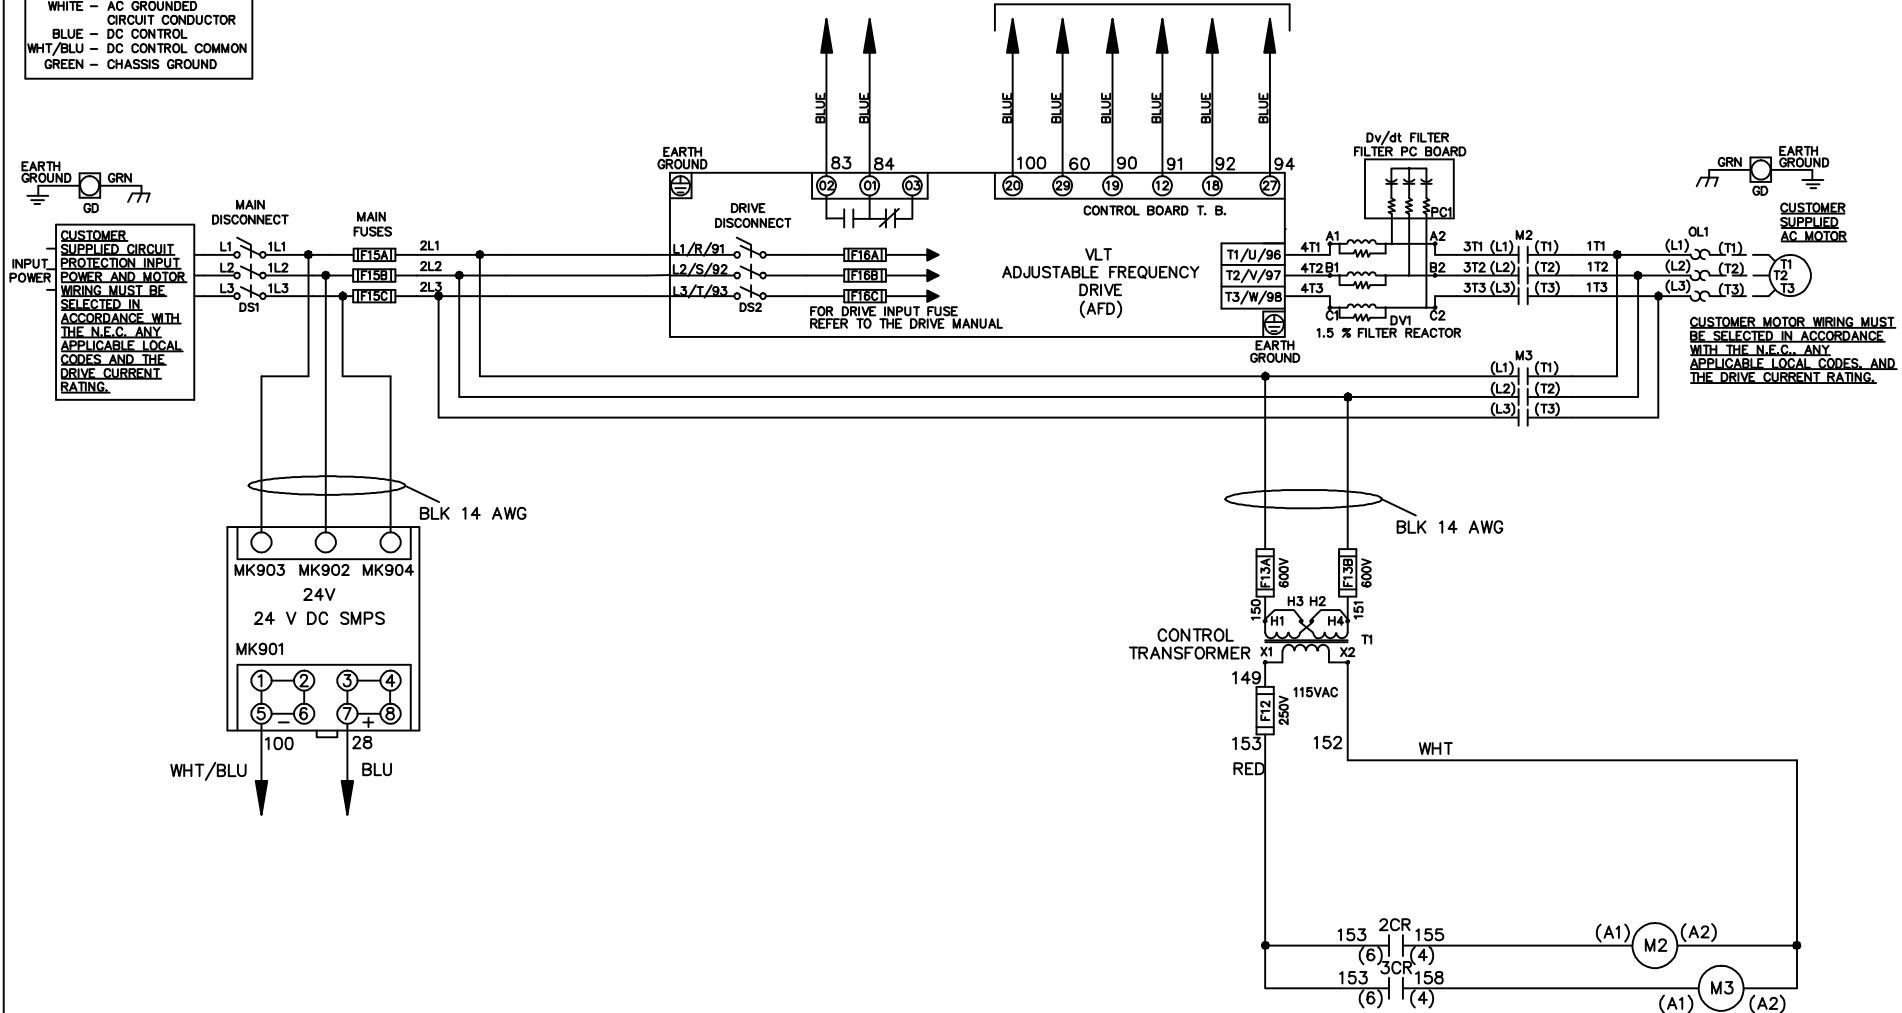 WHITE – AC GROUNDED
CIRCUIT CONDUCTOR
BLUE – DC CONTROL
WHT/BLU – DC CONTROL COMMON
GREEN – CHASSIS GROUND
BLUE
BLUE
BLUE
BLUE
BLUE
BLUE
BLUE
BLUE
EARTH
GROUND
GRN
GD
INPUT
POWER
CUSTOMER
SUPPLIED CIRCUIT
PROTECTION INPUT
POWER AND MOTOR
WIRING MUST BE
SELECTED IN
ACCORDANCE WITH
THE N.E.C. ANY
APPLICABLE LOCAL
CODES AND THE
DRIVE CURRENT
RATING.
MAIN
DISCONNECT
L1 1L1
L2 1L2
L3 1L3
DS1
MAIN
FUSES
F15A
F15B
F15C
2L1
2L2
2L3
EARTH
GROUND
83 84
02 01 03
100 60 90 91 92 94
20 29 19 12 18 27
CONTROL BOARD T. B.
DRIVE
DISCONNECT
L1/R/91
L2/S/92
L3/T/93
DS2
F16A
F16B
F16C
FOR DRIVE INPUT FUSE
REFER TO THE DRIVE MANUAL
VLT
ADJUSTABLE FREQUENCY
DRIVE
(AFD)
T1/U/96
T2/V/97
T3/W/98
EARTH
GROUND
4T1 A1 A2
4T2 B1 B2
4T3 C1 C2
Dv/dt FILTER
FILTER PC BOARD
PC1
DV1
1.5 % FILTER REACTOR
M2
3T1 (L1) (T1) 1T1
3T2 (L2) (T2) 1T2
3T3 (L3) (T3) 1T3
M3
(L1) (T1)
(L2) (T2)
(L3) (T3)
OL1
(L1) (T1)
(L2) (T2)
(L3) (T3)
T1
T2
T3
GRN
EARTH
GROUND
GD
CUSTOMER
SUPPLIED
AC MOTOR
CUSTOMER MOTOR WIRING MUST
BE SELECTED IN ACCORDANCE
WITH THE N.E.C., ANY
APPLICABLE LOCAL CODES, AND
THE DRIVE CURRENT RATING.
BLK 14 AWG
MK903 MK902 MK904
24V
24 V DC SMPS
MK901
1 2 3 4
5 6 7 8
– +
100 28
WHT/BLU BLU
BLK 14 AWG
F13A 600V
F13B 600V
150 151
H3 H2
H1 H4
CONTROL
TRANSFORMER
T1
X1 X2
149
115VAC
F12 250V
153 152
RED
WHT
2CR
153 155
(6) (4)
(A1) M2 (A2)
3CR
153 158
(6) (4)
(A1) M3 (A2)